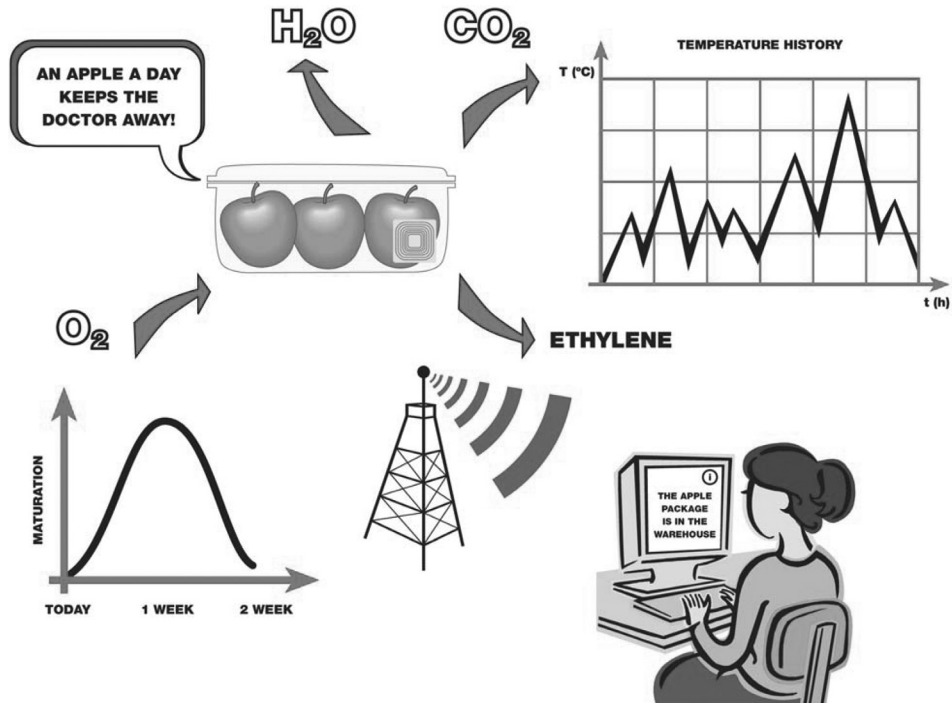 H₂O
CO₂
AN APPLE A DAY
KEEPS THE
DOCTOR AWAY!
TEMPERATURE HISTORY
T (ºC)
t (h)
O₂
ETHYLENE
MATURATION
TODAY
1 WEEK
2 WEEK
i
THE APPLE
PACKAGE
IS IN THE
WAREHOUSE